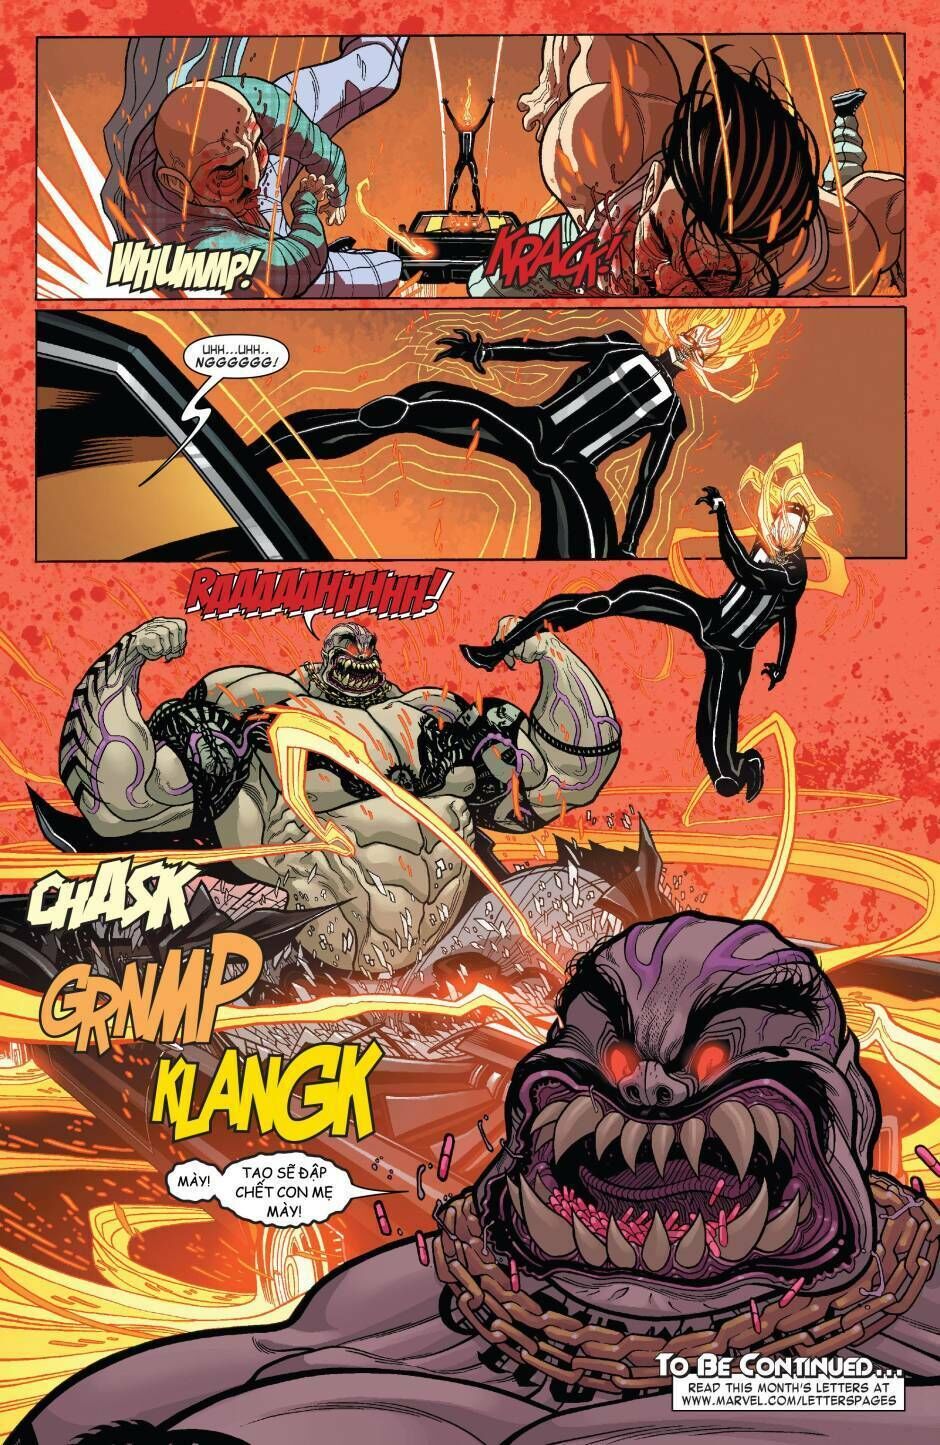 WHUMMP!
KRACK!
UHH...UHH..
NGGGGGG!
RAAAAAAHHHHHH!
CHASK
GRNMP
KLANGK
MÀY!
TAO SẼ ĐẬP
CHẾT CON MẸ
MÀY!
TO BE CONTINUED...
READ THIS MONTH'S LETTERS AT
WWW.MARVEL.COM/LETTERSPAGES